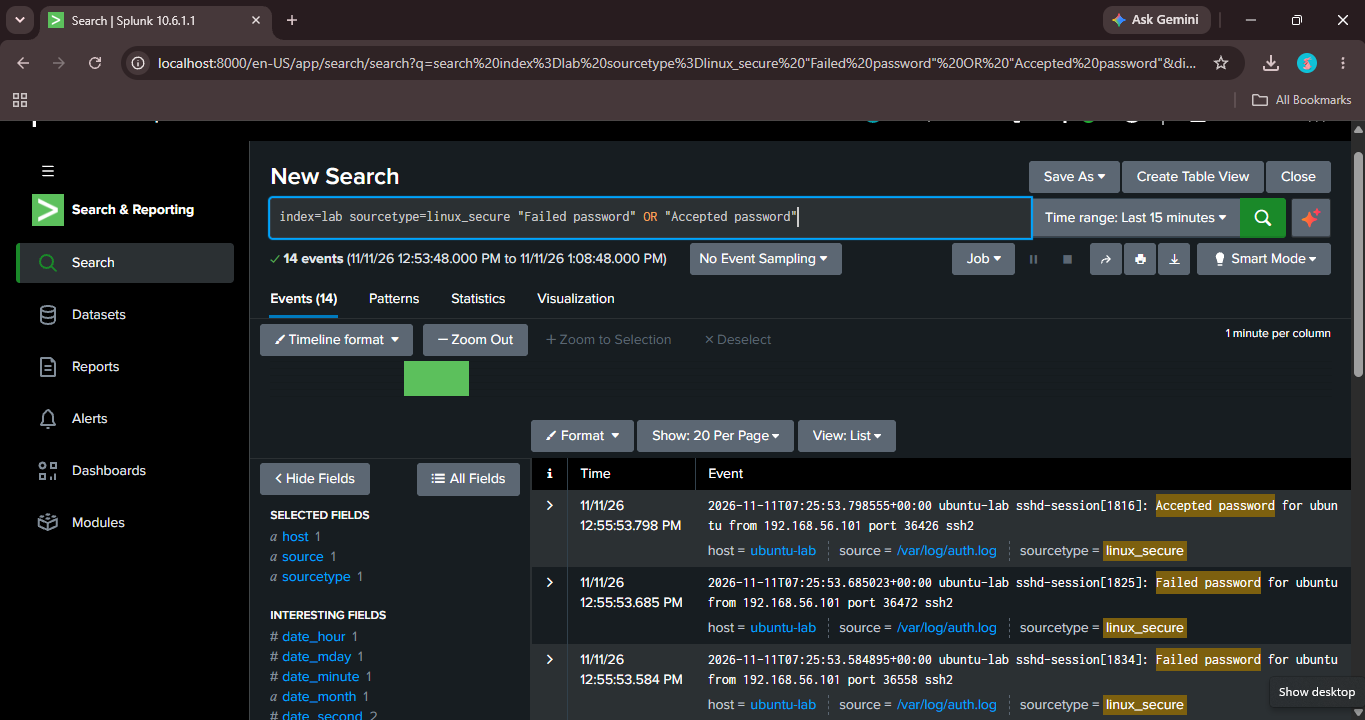 Search | Splunk 10.6.1.1
Ask Gemini
localhost:8000/en-US/app/search/search?q=search%20index%3Dlab%20sourcetype%3Dlinux_secure%20"Failed%20password"%20OR%20"Accepted%20password"&di...
All Bookmarks
Search & Reporting
Search
Datasets
Reports
Alerts
Dashboards
Modules
New Search
Save As
Create Table View
Close
index=lab sourcetype=linux_secure "Failed password" OR "Accepted password"
Time range: Last 15 minutes
14 events (11/11/26 12:53:48.000 PM to 11/11/26 1:08:48.000 PM)
No Event Sampling
Job
Smart Mode
Events (14)
Patterns
Statistics
Visualization
Timeline format
Zoom Out
+ Zoom to Selection
× Deselect
1 minute per column
Format
Show: 20 Per Page
View: List
Hide Fields
All Fields
SELECTED FIELDS
a host 1
a source 1
a sourcetype 1
INTERESTING FIELDS
# date_hour 1
# date_mday 1
# date_minute 1
a date_month 1
# date_second 2
i
Time
Event
11/11/26
12:55:53.798 PM
2026-11-11T07:25:53.798555+00:00 ubuntu-lab sshd-session[1816]: Accepted password for ubun
tu from 192.168.56.101 port 36426 ssh2
host = ubuntu-lab source = /var/log/auth.log sourcetype = linux_secure
11/11/26
12:55:53.685 PM
2026-11-11T07:25:53.685023+00:00 ubuntu-lab sshd-session[1825]: Failed password for ubuntu
from 192.168.56.101 port 36472 ssh2
host = ubuntu-lab source = /var/log/auth.log sourcetype = linux_secure
11/11/26
12:55:53.584 PM
2026-11-11T07:25:53.584895+00:00 ubuntu-lab sshd-session[1834]: Failed password for ubuntu
from 192.168.56.101 port 36558 ssh2
host = ubuntu-lab source = /var/log/auth.log sourcetype = linux_secure
Show desktop